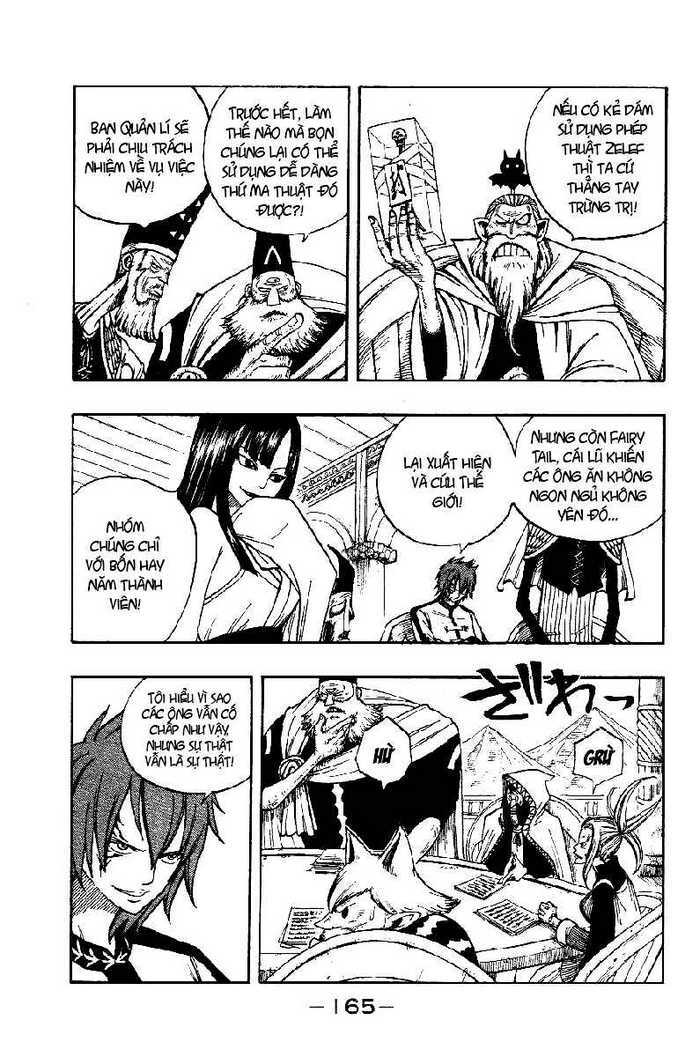 NẾU CÓ KẺ DÁM
SỬ DỤNG PHÉP
THUẬT ZELEF
THÌ TA CỨ
THẲNG TAY
TRỪNG TRỊ!
TRƯỚC HẾT, LÀM
THẾ NÀO MÀ BỌN
CHÚNG LẠI CÓ THỂ
SỬ DỤNG DỄ DÀNG
THỨ MA THUẬT ĐÓ
ĐƯỢC?!
BAN QUẢN LÍ SẼ
PHẢI CHỊU TRÁCH
NHIỆM VỀ VỤ VIỆC
NÀY!
NHƯNG CÒN FAIRY
TAIL, CÁI LŨ KHIẾN
CÁC ÔNG ĂN KHÔNG
NGON NGỦ KHÔNG
YÊN ĐÓ...
LẠI XUẤT HIỆN
VÀ CỨU THẾ
GIỚI!
NHÓM
CHÚNG CHỈ
VỚI BỐN HAY
NĂM THÀNH
VIÊN!
ざわっ
GRỪ
HỪ
TÔI HIỂU VÌ SAO
CÁC ÔNG VẪN CỐ
CHẤP NHƯ VẬY,
NHƯNG SỰ THẬT
VẪN LÀ SỰ THẬT!
-165-